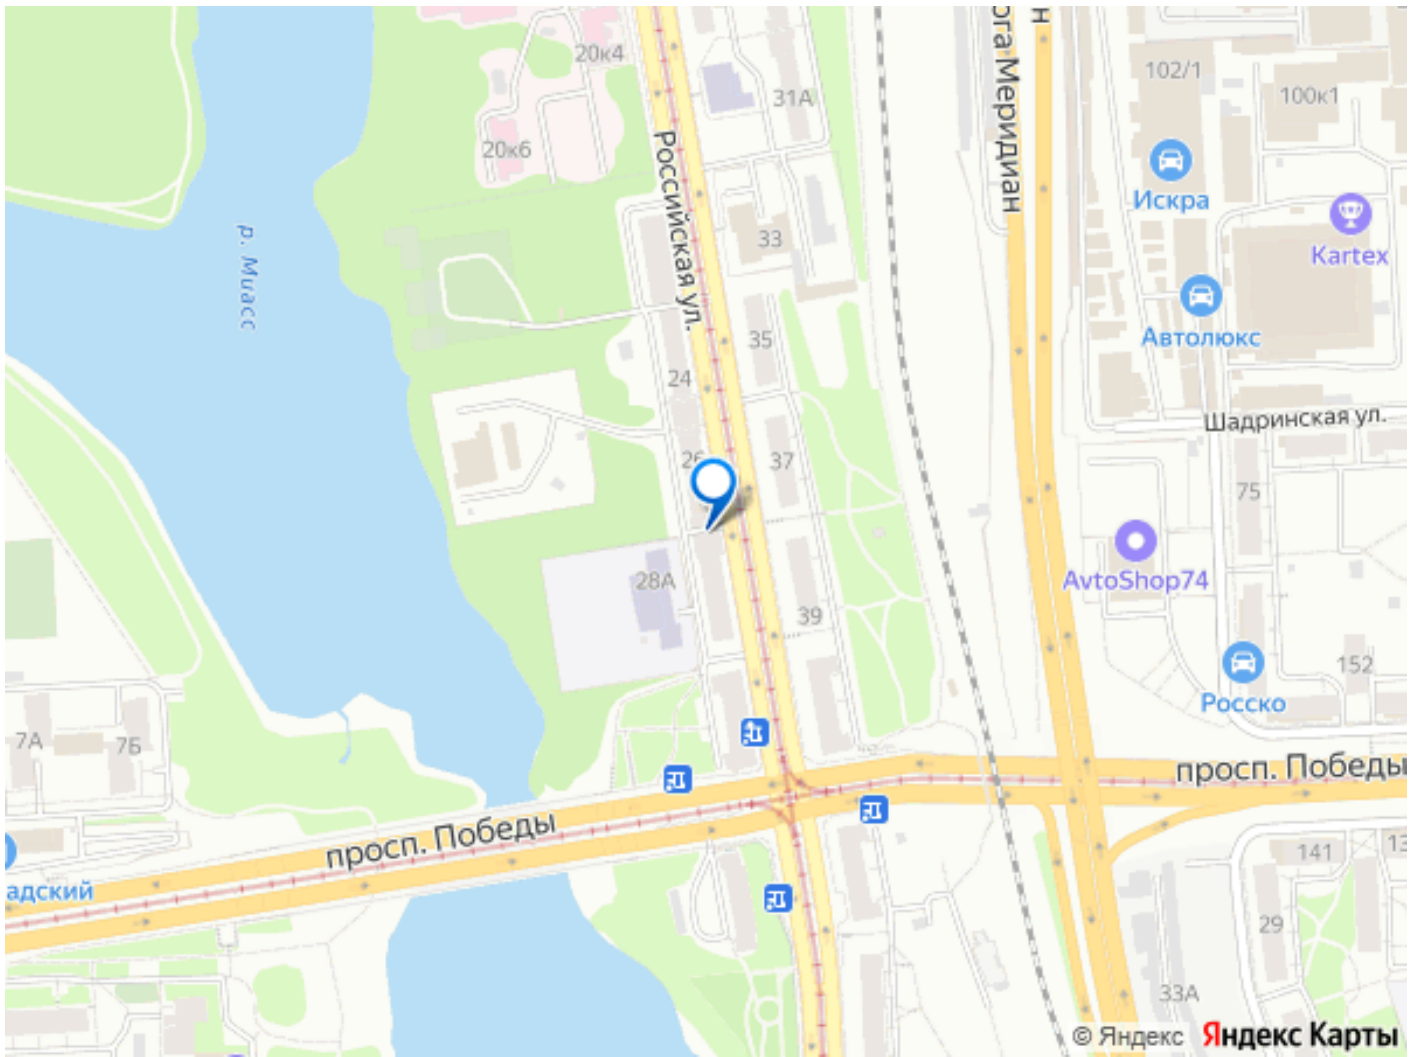 20к4
102/1
100к1
31А
ога Меридиан
н
20к6
Российская ул.
Искра
р. Миасс
33
Kartex
35
Автолюкс
24
Шадринская ул.
26
37
75
28А
AvtoShop74
39
152
Росско
7А
7Б
просп. Победы
просп. Победы
адский
141
13
29
33А
© Яндекс Яндекс Карты